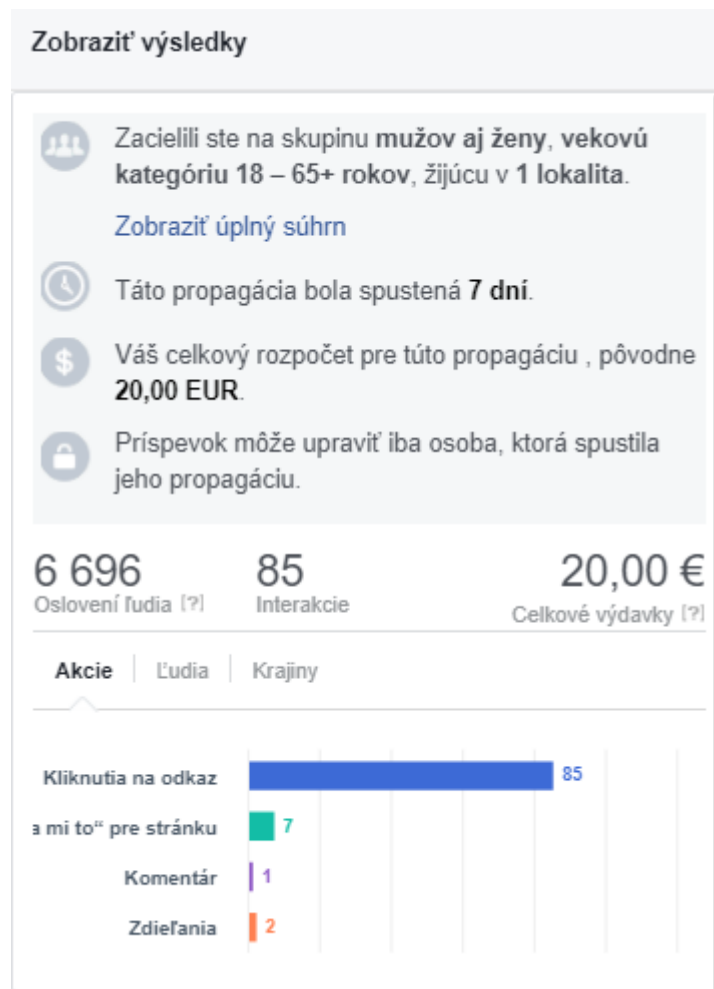 Zobraziť výsledky
Zacielili ste na skupinu mužov aj ženy, vekovú
kategóriu 18 – 65+ rokov, žijúcu v 1 lokalita.
Zobraziť úplný súhrn
Táto propagácia bola spustená 7 dní.
Váš celkový rozpočet pre túto propagáciu , pôvodne
20,00 EUR.
Príspevok môže upraviť iba osoba, ktorá spustila
jeho propagáciu.
6 696 85 20,00 €
Oslovení ľudia [?] Interakcie Celkové výdavky [?]
Akcie Ľudia Krajiny
Kliknutia na odkaz 85
a mi to“ pre stránku 7
Komentár 1
Zdieľania 2